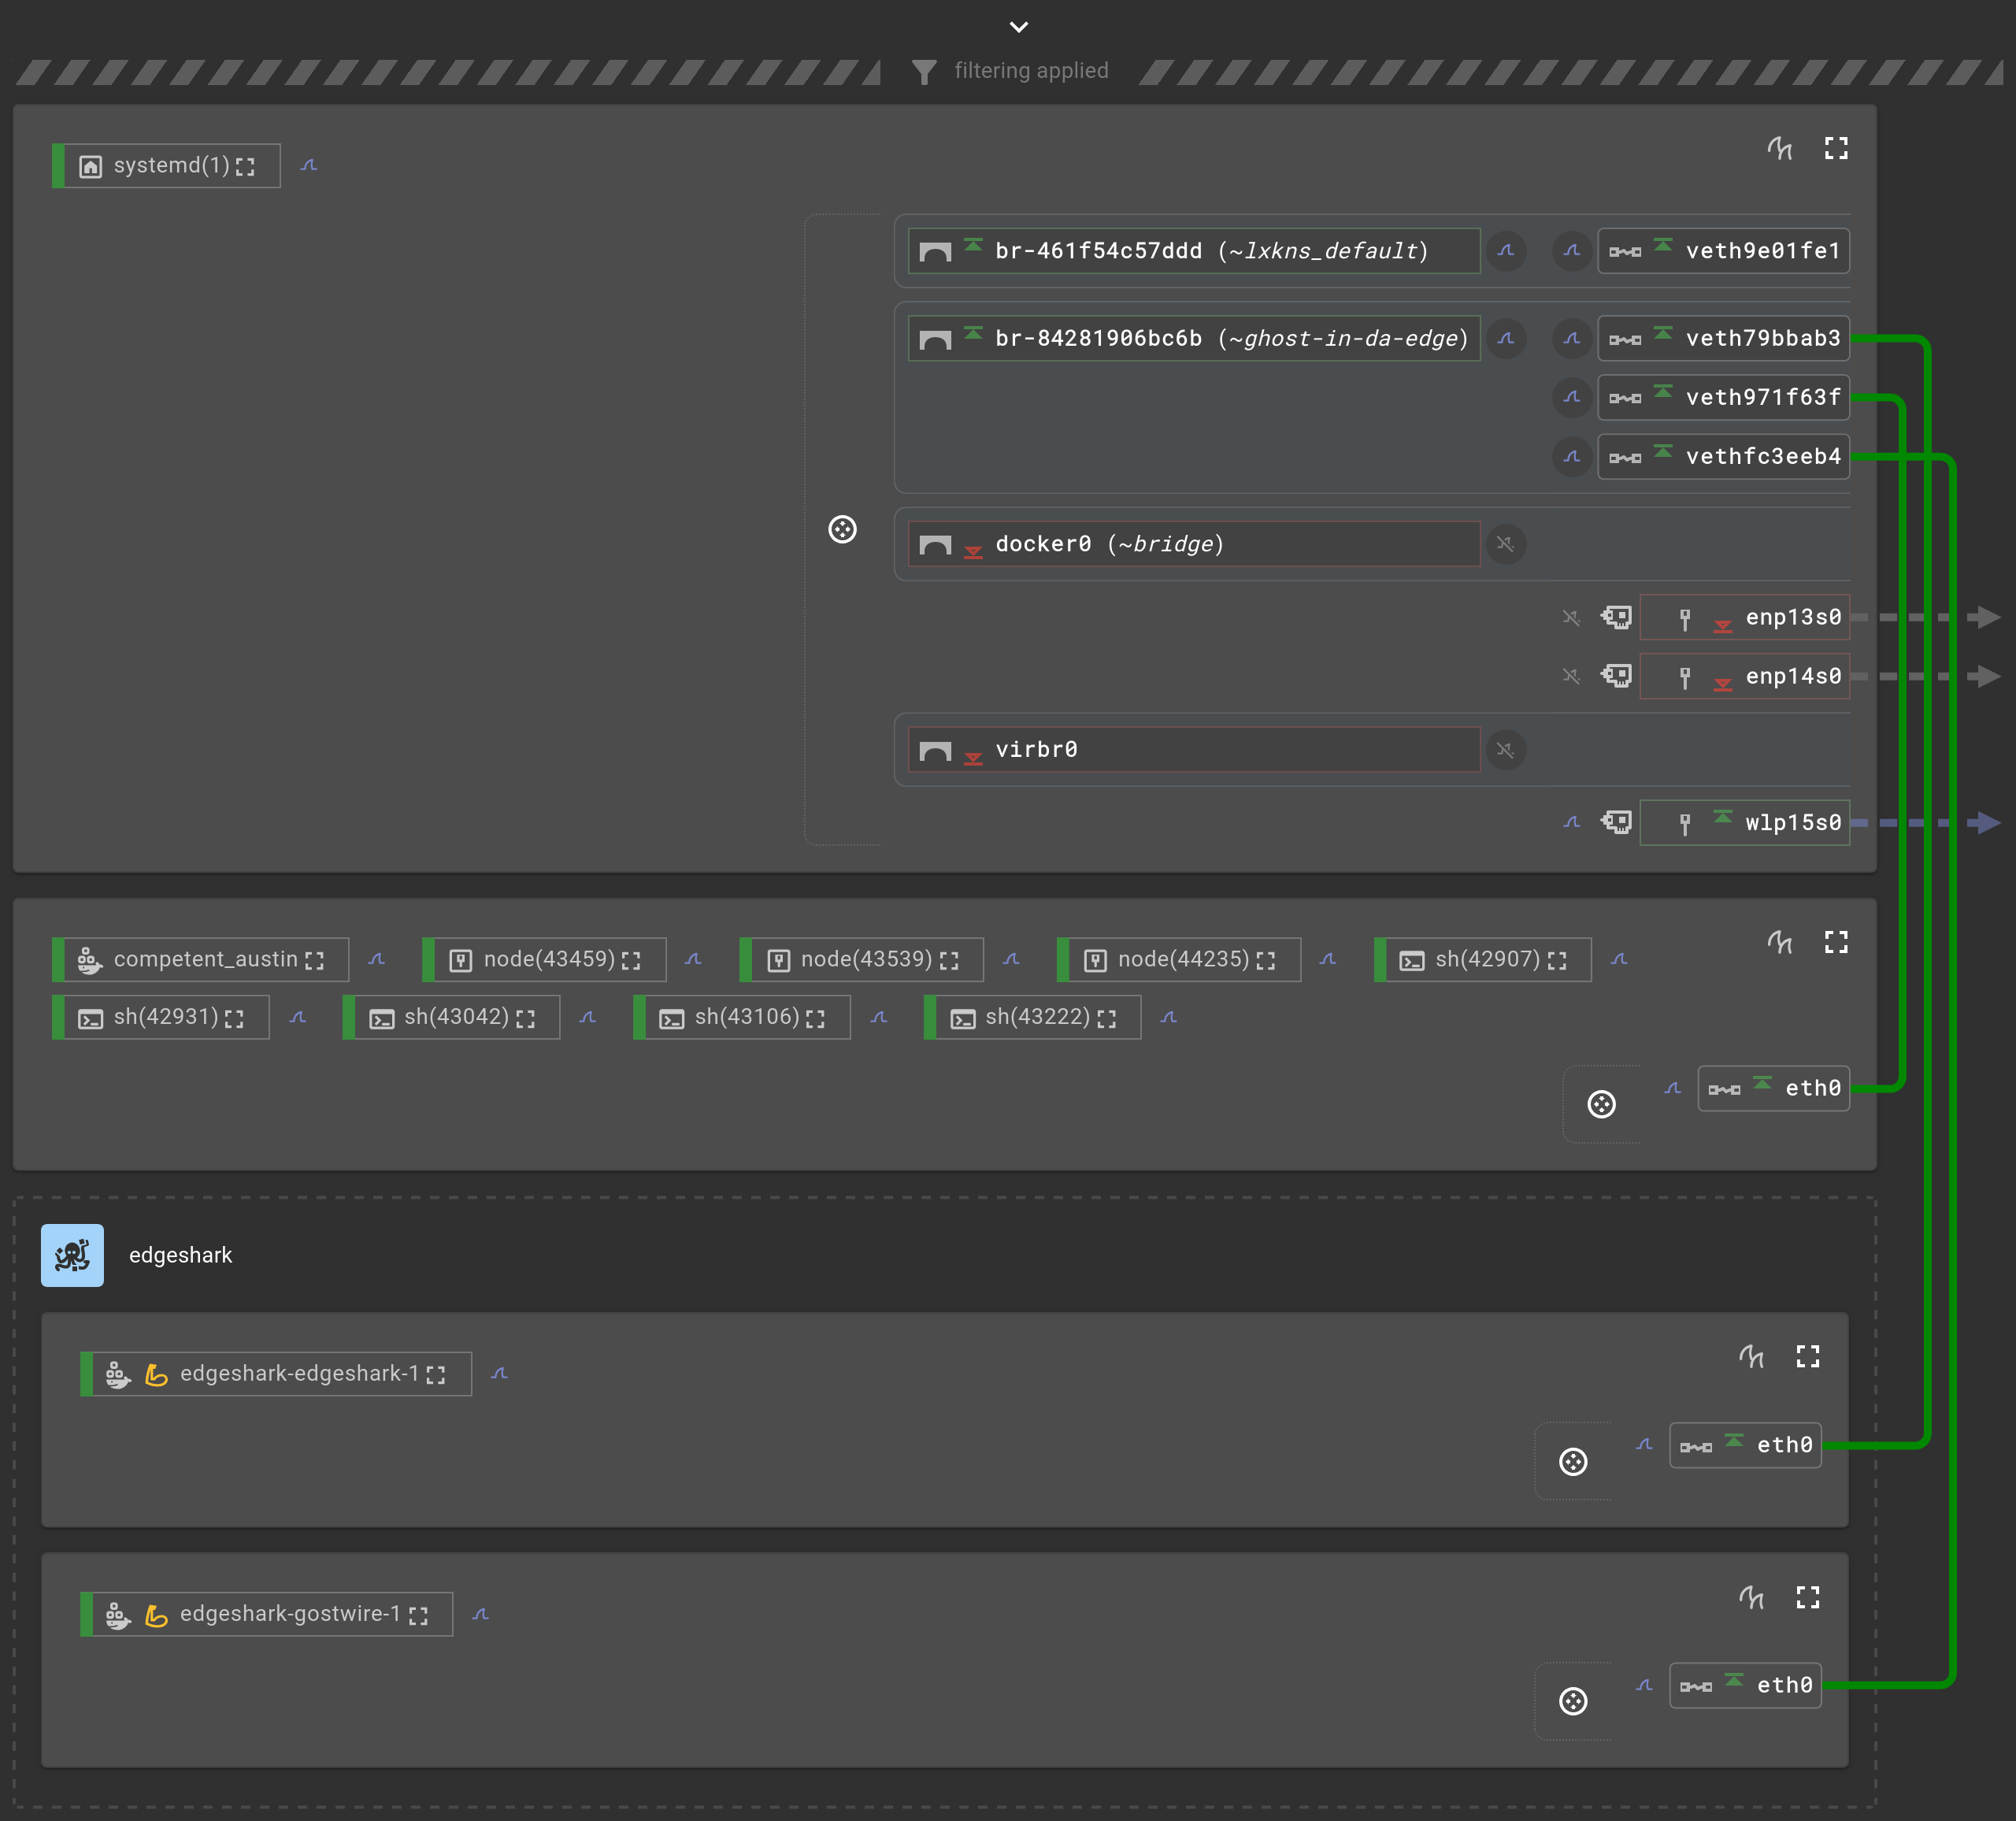 filtering applied
systemd(1)
br-461f54c57ddd (~lxkns_default) veth9e01fe1
br-84281906bc6b (~ghost-in-da-edge) veth79bbab3
veth971f63f
vethfc3eeb4
docker0 (~bridge)
enp13s0
enp14s0
virbr0
wlp15s0
competent_austin node(43459) node(43539) node(44235) sh(42907)
sh(42931) sh(43042) sh(43106) sh(43222)
eth0
edgeshark
edgeshark-edgeshark-1
eth0
edgeshark-gostwire-1
eth0